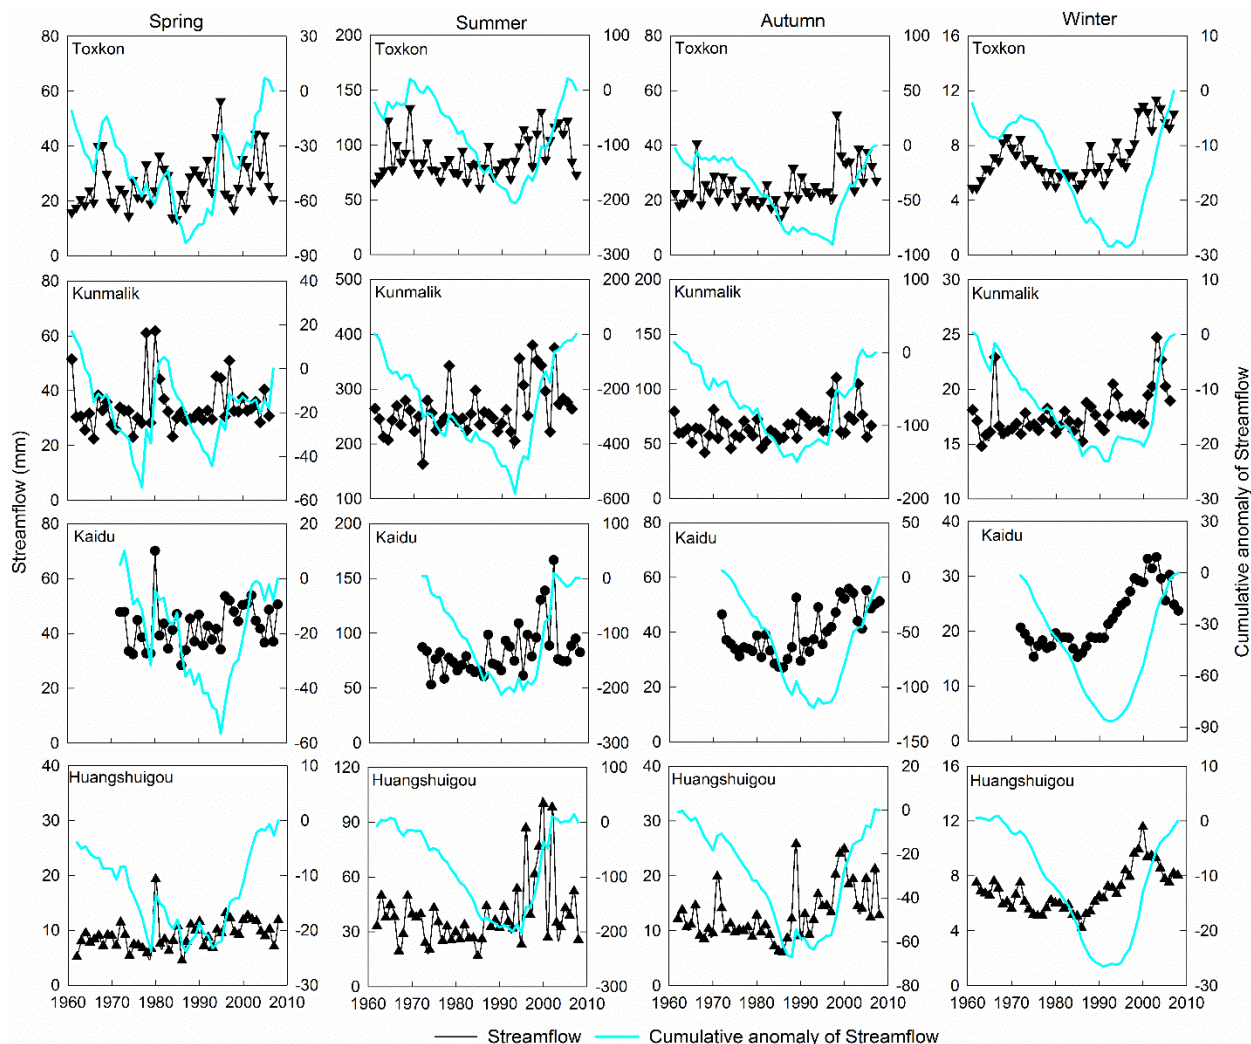 Spring Summer Autumn Winter
80 30 200 100 80 100 16 10
Toxkon Toxkon Toxkon Toxkon
60 0 150 0 60 50 12 0
40 -30 100 -100 40 0 8 -10
20 -60 50 -200 20 -50 4 -20
0 -90 0 -300 0 -100 0 -30
80 40 500 200 200 100 30 10
Kunmalik Kunmalik Kunmalik Kunmalik
60 20 400 0 150 0 25 0
40 0 300 -200 100 -100 20 -10
20 -20 200 -400 50 -200 15 -20
0 -40 100 -600 0 10 -30
-60
80 20 200 100 80 50 40 30
Kaidu Kaidu Kaidu Kaidu
60 0 150 0 60 0 30 0
40 -20 100 -100 40 -50 20 -30
20 -40 50 -200 20 -100 10 -60
0 -60 0 -300 0 -150 0 -90
40 10 120 100 40 20 16 10
Huangshuigou Huangshuigou Huangshuigou Huangshuigou
30 0 90 0 30 0 12 0
20 -10 60 -100 20 -20 8 -10
10 -20 30 -200 10 -40 4 -20
0 -30 0 -300 0 -60 0 -30
-80
1960 1970 1980 1990 2000 2010 1960 1970 1980 1990 2000 2010 1960 1970 1980 1990 2000 2010 1960 1970 1980 1990 2000 2010
Streamflow (mm)
Cumulative anomaly of Streamflow
Streamflow Cumulative anomaly of Streamflow